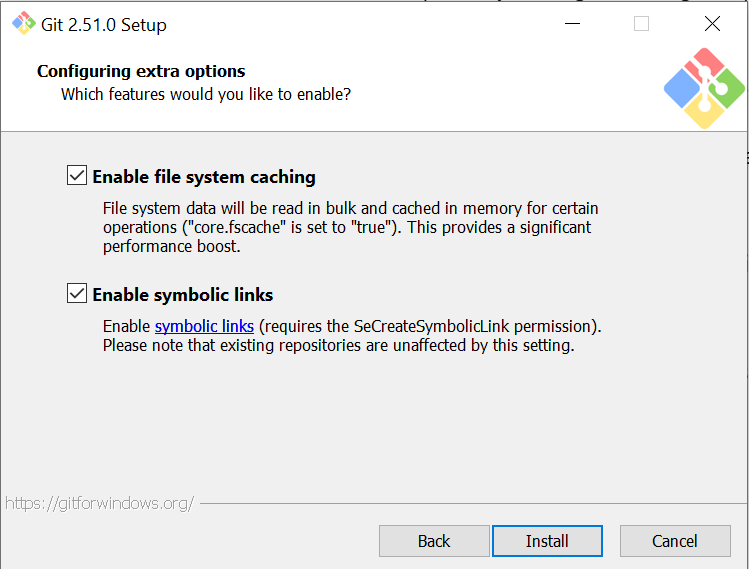 Git 2.51.0 Setup
Configuring extra options
Which features would you like to enable?
Enable file system caching
File system data will be read in bulk and cached in memory for certain
operations ("core.fscache" is set to "true"). This provides a significant
performance boost.
Enable symbolic links
Enable symbolic links (requires the SeCreateSymbolicLink permission).
Please note that existing repositories are unaffected by this setting.
https://gitforwindows.org/
Back
Install
Cancel